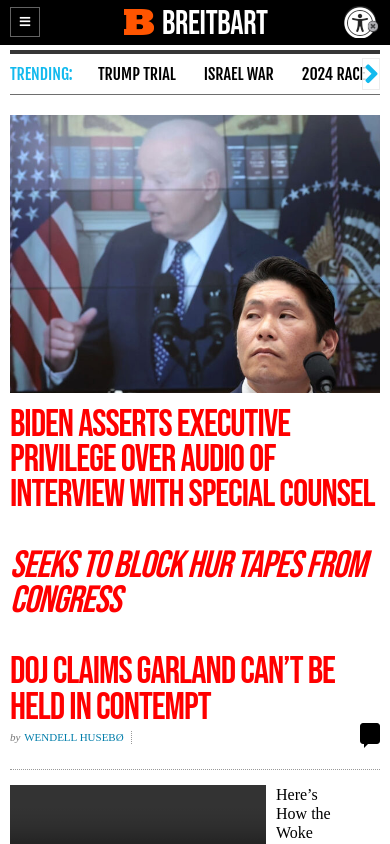 BREITBART
TRENDING:
TRUMP TRIAL
ISRAEL WAR
2024 RAC
BIDEN ASSERTS EXECUTIVE
PRIVILEGE OVER AUDIO OF
INTERVIEW WITH SPECIAL COUNSEL
SEEKS TO BLOCK HUR TAPES FROM
CONGRESS
DOJ CLAIMS GARLAND CAN'T BE
HELD IN CONTEMPT
by WENDELL HUSEBØ
Here's
How the
Woke